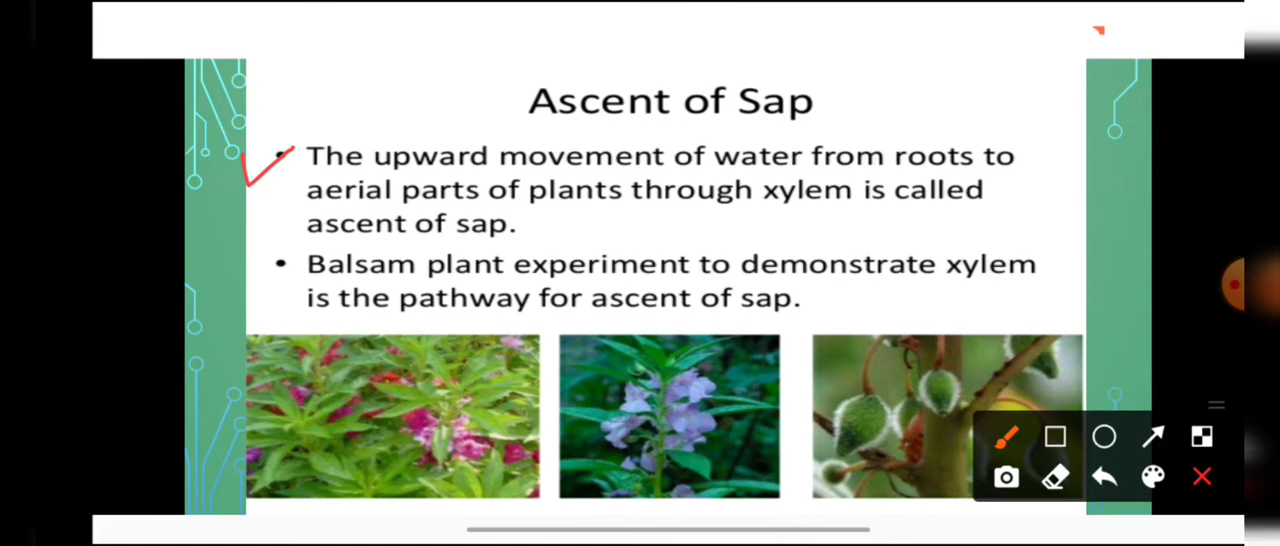 Ascent of Sap
• The upward movement of water from roots to
aerial parts of plants through xylem is called
ascent of sap.
• Balsam plant experiment to demonstrate xylem
is the pathway for ascent of sap.